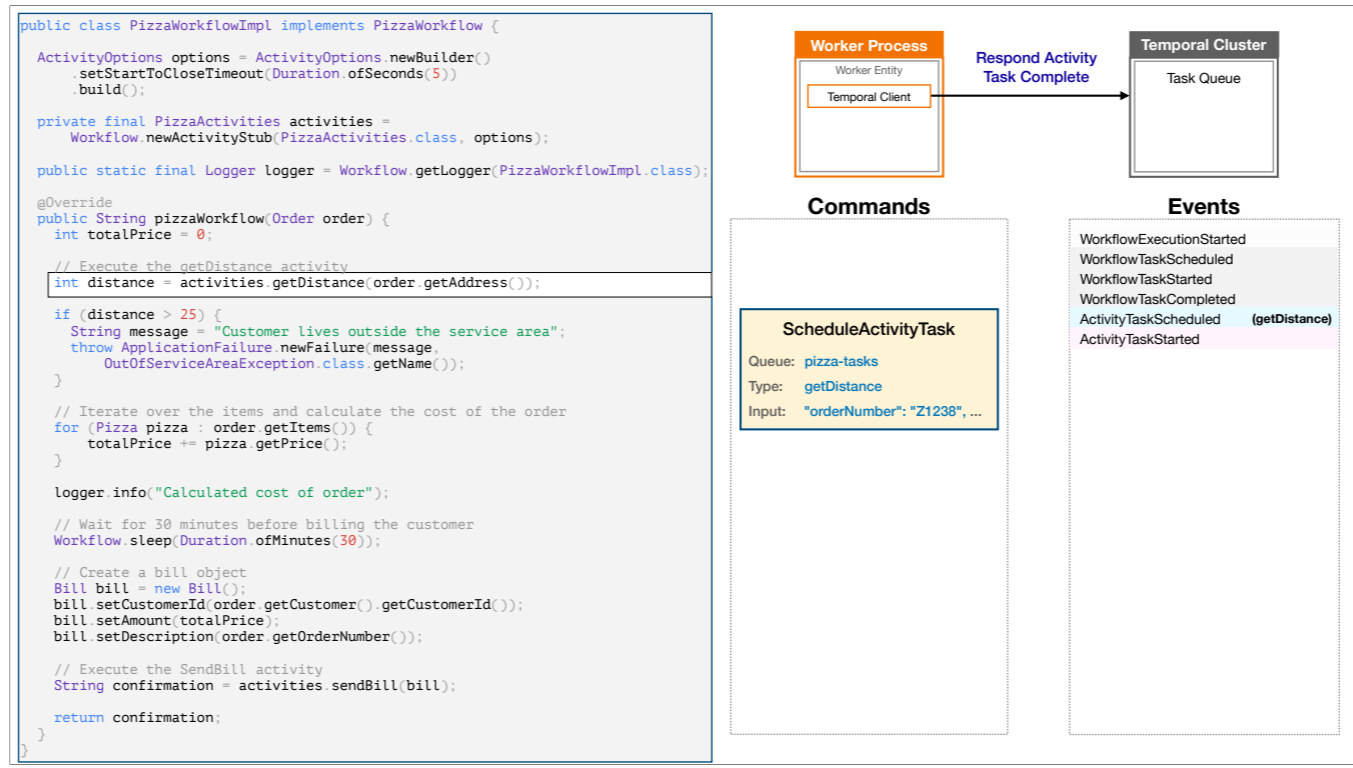 public class PizzaWorkflowImpl implements PizzaWorkflow {
ActivityOptions options = ActivityOptions.newBuilder()
.setStartToCloseTimeout(Duration.ofSeconds(5))
.build();
private final PizzaActivities activities =
Workflow.newActivityStub(PizzaActivities.class, options);
public static final Logger logger = Workflow.getLogger(PizzaWorkflowImpl.class);
@Override
public String pizzaWorkflow(Order order) {
int totalPrice = 0;
// Execute the getDistance activity
int distance = activities.getDistance(order.getAddress());
if (distance > 25) {
String message = "Customer lives outside the service area";
throw ApplicationFailure.newFailure(message,
OutOfServiceAreaException.class.getName());
}
// Iterate over the items and calculate the cost of the order
for (Pizza pizza : order.getItems()) {
totalPrice += pizza.getPrice();
}
logger.info("Calculated cost of order");
// Wait for 30 minutes before billing the customer
Workflow.sleep(Duration.ofMinutes(30));
// Create a bill object
Bill bill = new Bill();
bill.setCustomerId(order.getCustomer().getCustomerId());
bill.setAmount(totalPrice);
bill.setDescription(order.getOrderNumber());
// Execute the SendBill activity
String confirmation = activities.sendBill(bill);
return confirmation;
}
}
Worker Process
Worker Entity
Temporal Client
Respond Activity
Task Complete
Temporal Cluster
Task Queue
Commands
ScheduleActivityTask
Queue: pizza-tasks
Type: getDistance
Input: "orderNumber": "Z1238", ...
Events
WorkflowExecutionStarted
WorkflowTaskScheduled
WorkflowTaskStarted
WorkflowTaskCompleted
ActivityTaskScheduled (getDistance)
ActivityTaskStarted